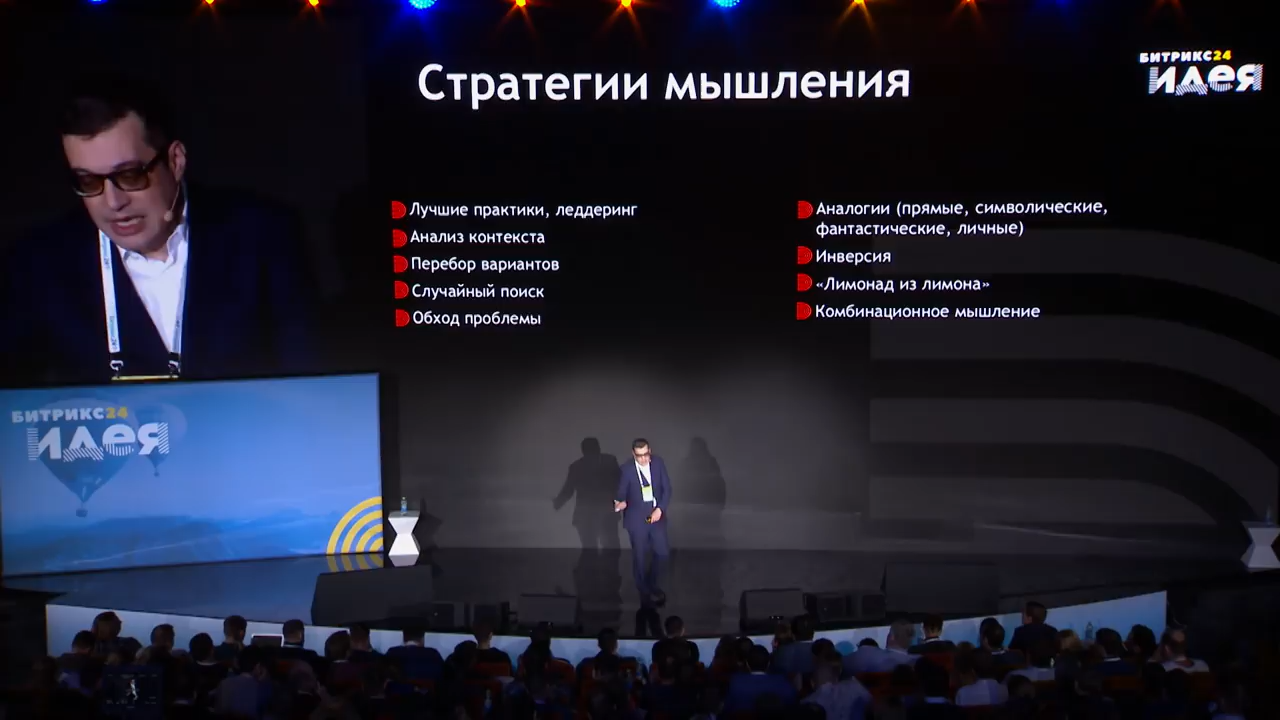 Стратегии мышления
БИТРИКС24
идея
Лучшие практики, леддеринг
Анализ контекста
Перебор вариантов
Случайный поиск
Обход проблемы
Аналогии (прямые, символические,
фантастические, личные)
Инверсия
«Лимонад из лимона»
Комбинационное мышление
БИТРИКС24
идея